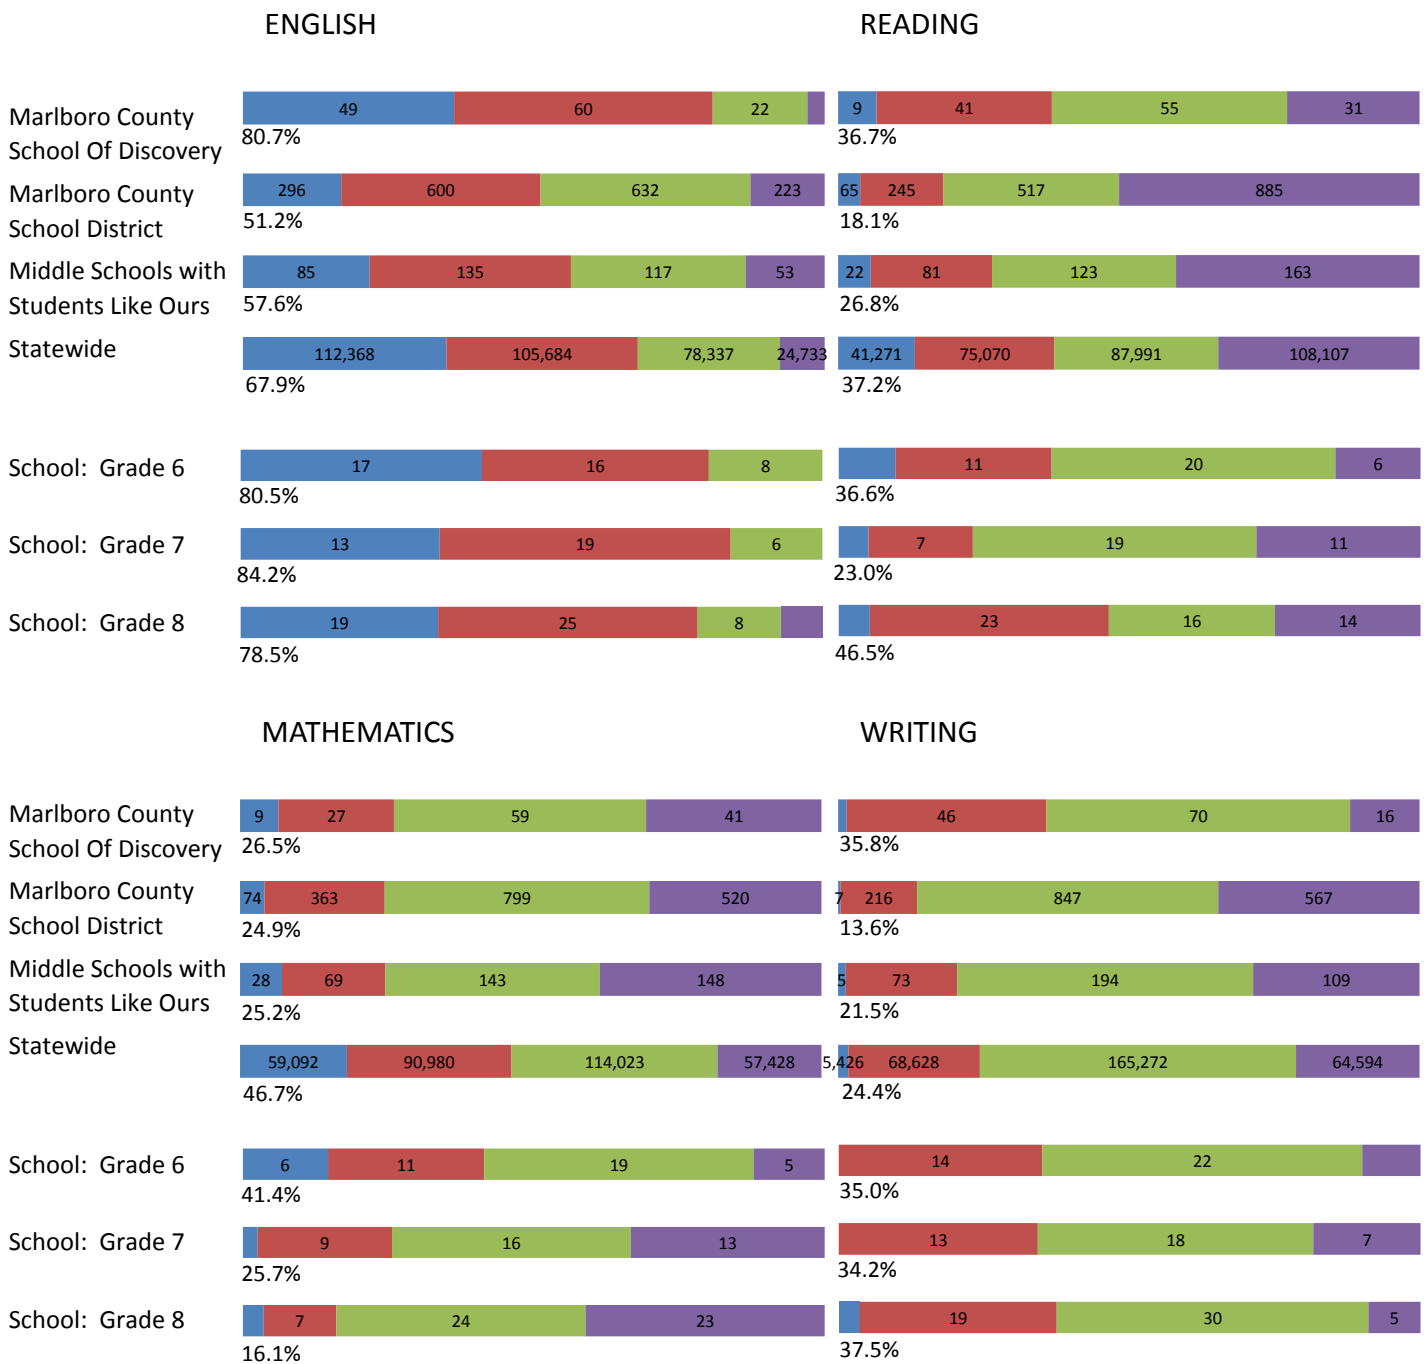 ENGLISH READING
Marlboro County 49 60 22 9 41 55 31
School Of Discovery 80.7% 36.7%
Marlboro County 296 600 632 223 65 245 517 885
School District 51.2% 18.1%
Middle Schools with 85 135 117 53 22 81 123 163
Students Like Ours 57.6% 26.8%
Statewide 112,368 105,684 78,337 24,733 41,271 75,070 87,991 108,107
67.9% 37.2%
School: Grade 6 17 16 8 11 20 6
80.5% 36.6%
School: Grade 7 13 19 6 7 19 11
84.2% 23.0%
School: Grade 8 19 25 8 23 16 14
78.5% 46.5%
MATHEMATICS WRITING
Marlboro County 9 27 59 41 46 70 16
School Of Discovery 26.5% 35.8%
Marlboro County 74 363 799 520 7 216 847 567
School District 24.9% 13.6%
Middle Schools with 28 69 143 148 5 73 194 109
Students Like Ours 25.2% 21.5%
Statewide 59,092 90,980 114,023 57,428 5,426 68,628 165,272 64,594
46.7% 24.4%
School: Grade 6 6 11 19 5 14 22
41.4% 35.0%
School: Grade 7 9 16 13 13 18 7
25.7% 34.2%
School: Grade 8 7 24 23 19 30 5
16.1% 37.5%